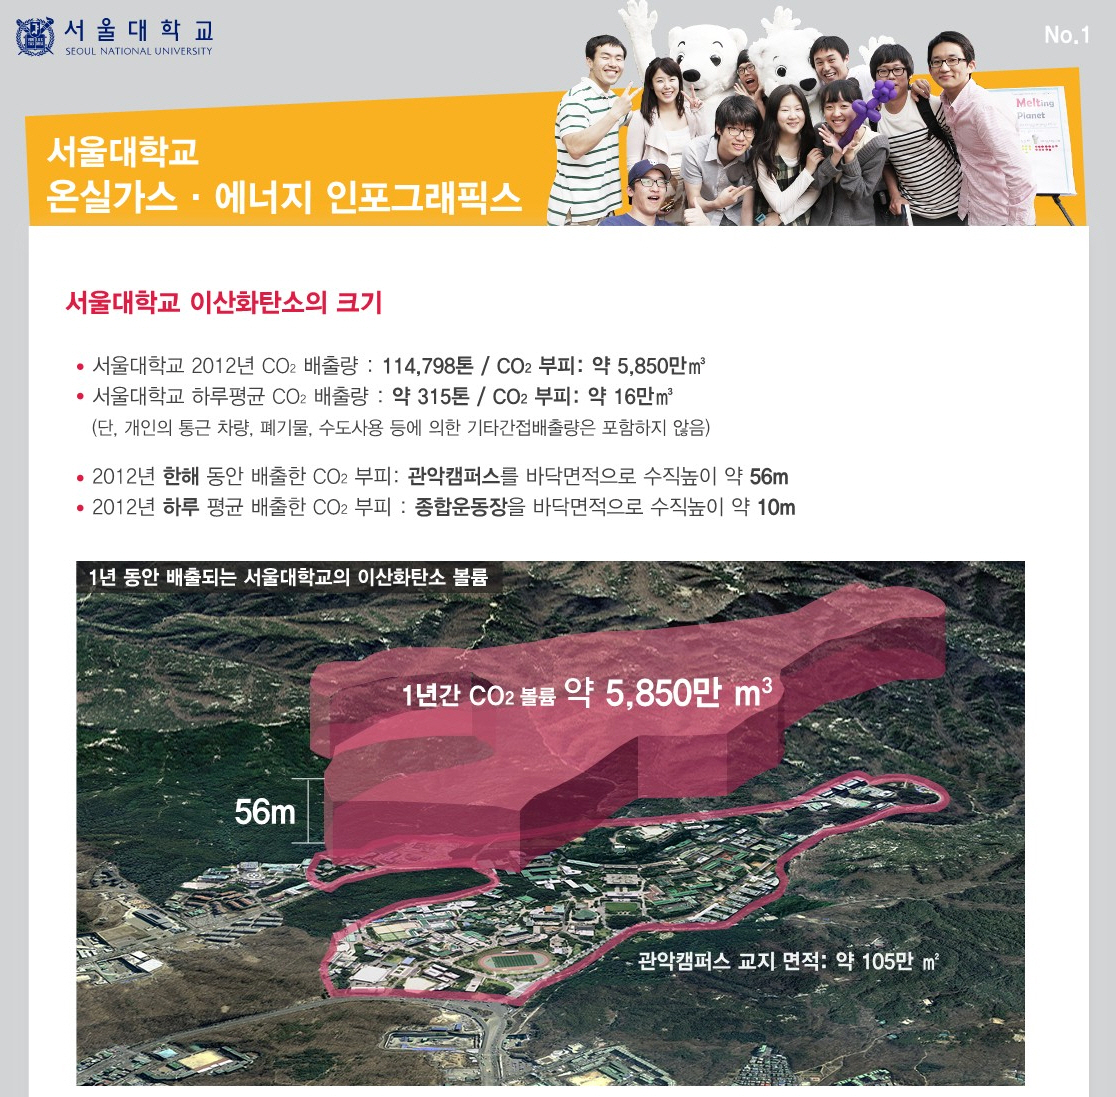 서울대학교
SEOUL NATIONAL UNIVERSITY
No.1
Melting
Planet
서울대학교
온실가스 · 에너지 인포그래픽스
서울대학교 이산화탄소의 크기
• 서울대학교 2012년 CO₂ 배출량 : 114,798톤 / CO₂ 부피: 약 5,850만㎥
• 서울대학교 하루평균 CO₂ 배출량 : 약 315톤 / CO₂ 부피: 약 16만㎥
(단, 개인의 통근 차량, 폐기물, 수도사용 등에 의한 기타간접배출량은 포함하지 않음)
• 2012년 한해 동안 배출한 CO₂ 부피: 관악캠퍼스를 바닥면적으로 수직높이 약 56m
• 2012년 하루 평균 배출한 CO₂ 부피 : 종합운동장을 바닥면적으로 수직높이 약 10m
1년 동안 배출되는 서울대학교의 이산화탄소 볼륨
1년간 CO₂ 볼륨 약 5,850만 m³
56m
관악캠퍼스 교지 면적: 약 105만 ㎡